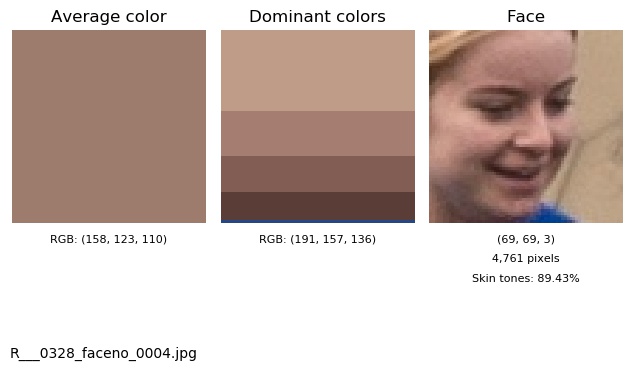 Average color
Dominant colors
Face
RGB: (158, 123, 110)
RGB: (191, 157, 136)
(69, 69, 3)
4,761 pixels
Skin tones: 89.43%
R___0328_faceno_0004.jpg